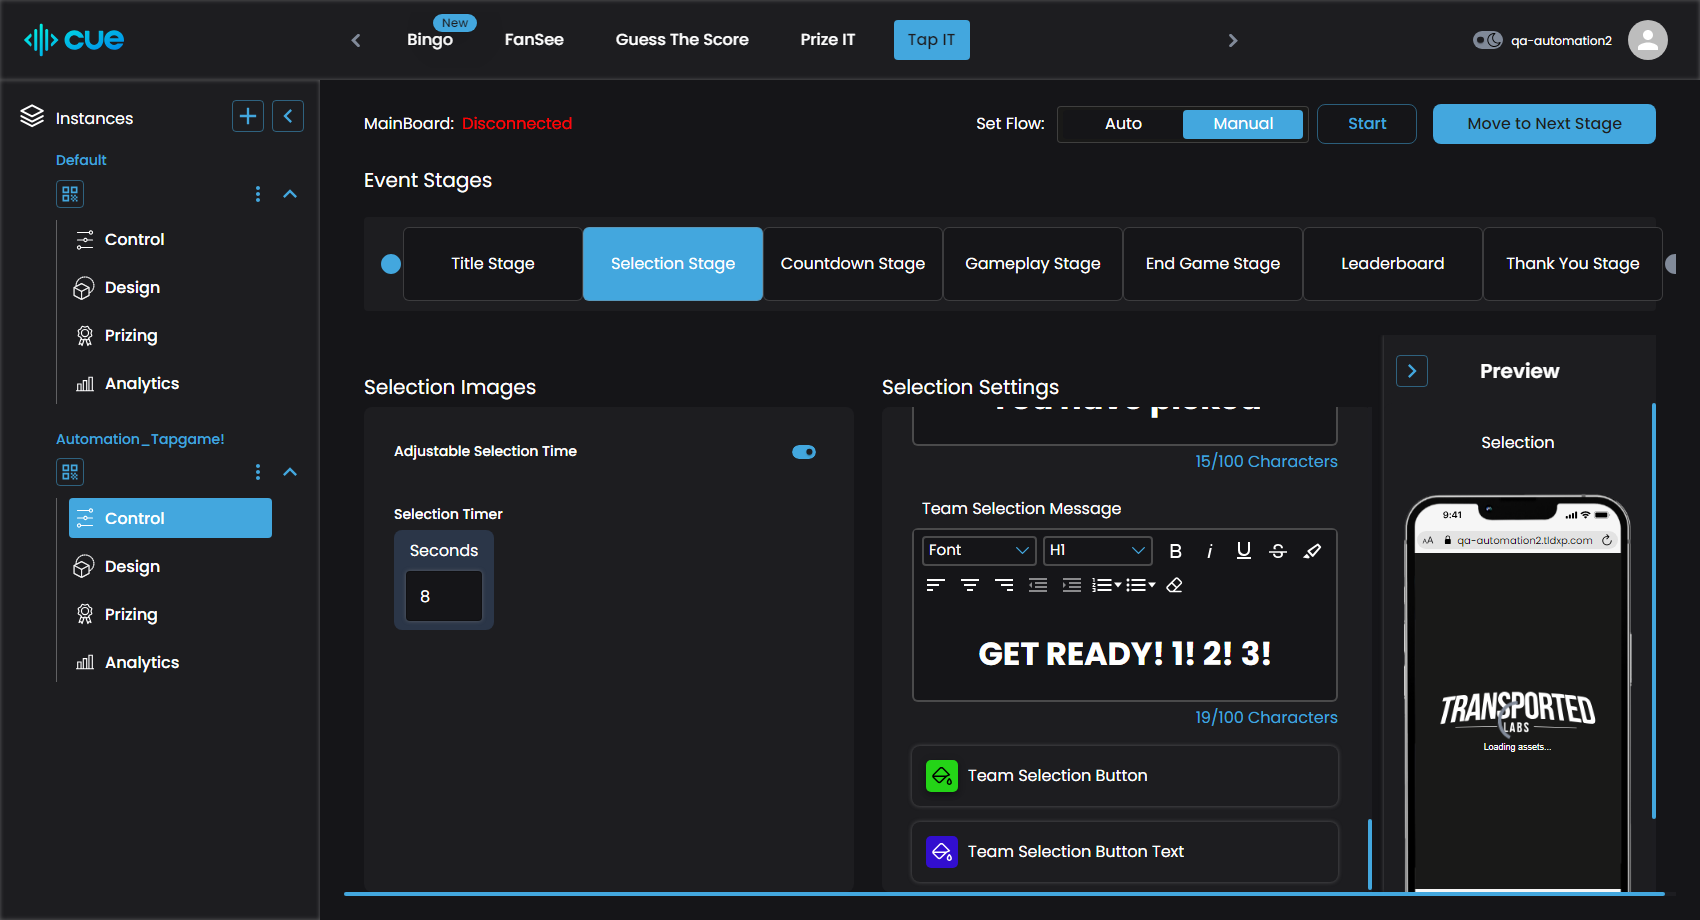 cue
New
Bingo
FanSee
Guess The Score
Prize IT
Tap IT
qa-automation2
Instances
Default
Control
Design
Prizing
Analytics
Automation_Tapgame!
Control
Design
Prizing
Analytics
MainBoard: Disconnected
Set Flow:
Auto
Manual
Start
Move to Next Stage
Event Stages
Title Stage
Selection Stage
Countdown Stage
Gameplay Stage
End Game Stage
Leaderboard
Thank You Stage
Selection Images
Adjustable Selection Time
Selection Timer
Seconds
8
Selection Settings
You have picked
15/100 Characters
Team Selection Message
Font
H1
B
i
U
S
GET READY! 1! 2! 3!
19/100 Characters
Team Selection Button
Team Selection Button Text
Preview
Selection
9:41
AA
qa-automation2.tldxp.com
TRANSPORTED
LABS
Loading assets...